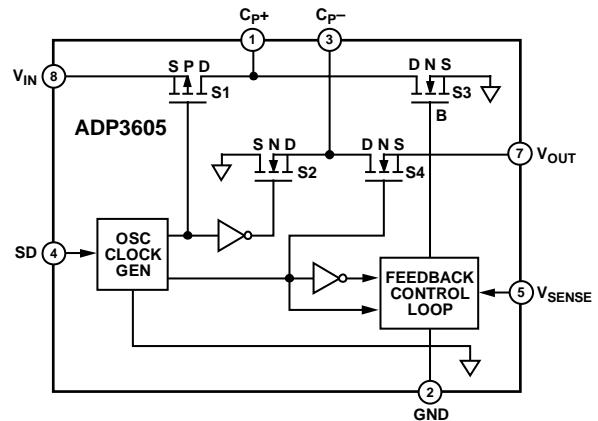 CP+
CP–
1
3
VIN
8
S P D
S1
D N S
S3
B
ADP3605
S N D
S2
D N S
S4
7
VOUT
SD
4
OSC
CLOCK
GEN
FEEDBACK
CONTROL
LOOP
5
VSENSE
2
GND